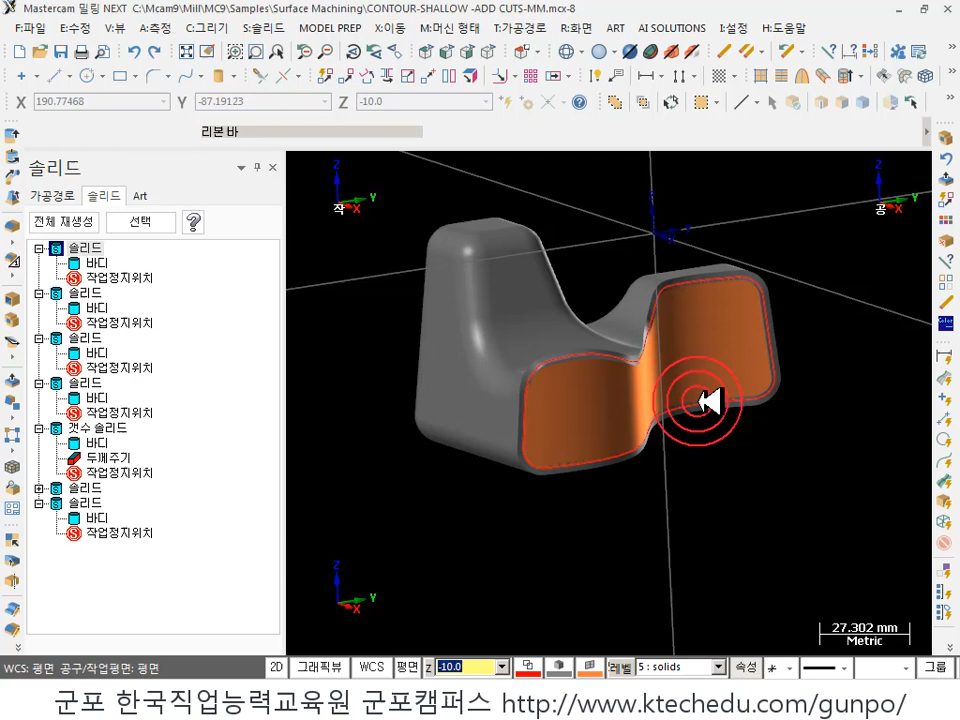 Mastercam 밀링 NEXT  C:\Mcam9\Mill\MC9\Samples\Surface Machining\CONTOUR-SHALLOW -ADD CUTS-MM.mcx-8
F:파일 E:수정 V:뷰 A:측정 C:그리기 S:솔리드 MODEL PREP X:이동 M:머신 형태 T:가공경로 R:화면 ART AI SOLUTIONS I:설정 H:도움말
X 190.77468 Y -87.19123 Z -10.0
리본 바
솔리드
가공경로 솔리드 Art
전체 재생성 선택
솔리드
바디
작업정지위치
솔리드
바디
작업정지위치
솔리드
바디
작업정지위치
솔리드
바디
작업정지위치
갯수 솔리드
바디
두께주기
작업정지위치
솔리드
솔리드
바디
작업정지위치
Z Y X 작
Z Y X 공
Z Y X
27.302 mm
Metric
WCS: 평면 공구/작업평면: 평면 2D 그래픽뷰 WCS 평면 Z -10.0 레벨 5 : solids 속성 그룹
군포 한국직업능력교육원 군포캠퍼스 http://www.ktechedu.com/gunpo/